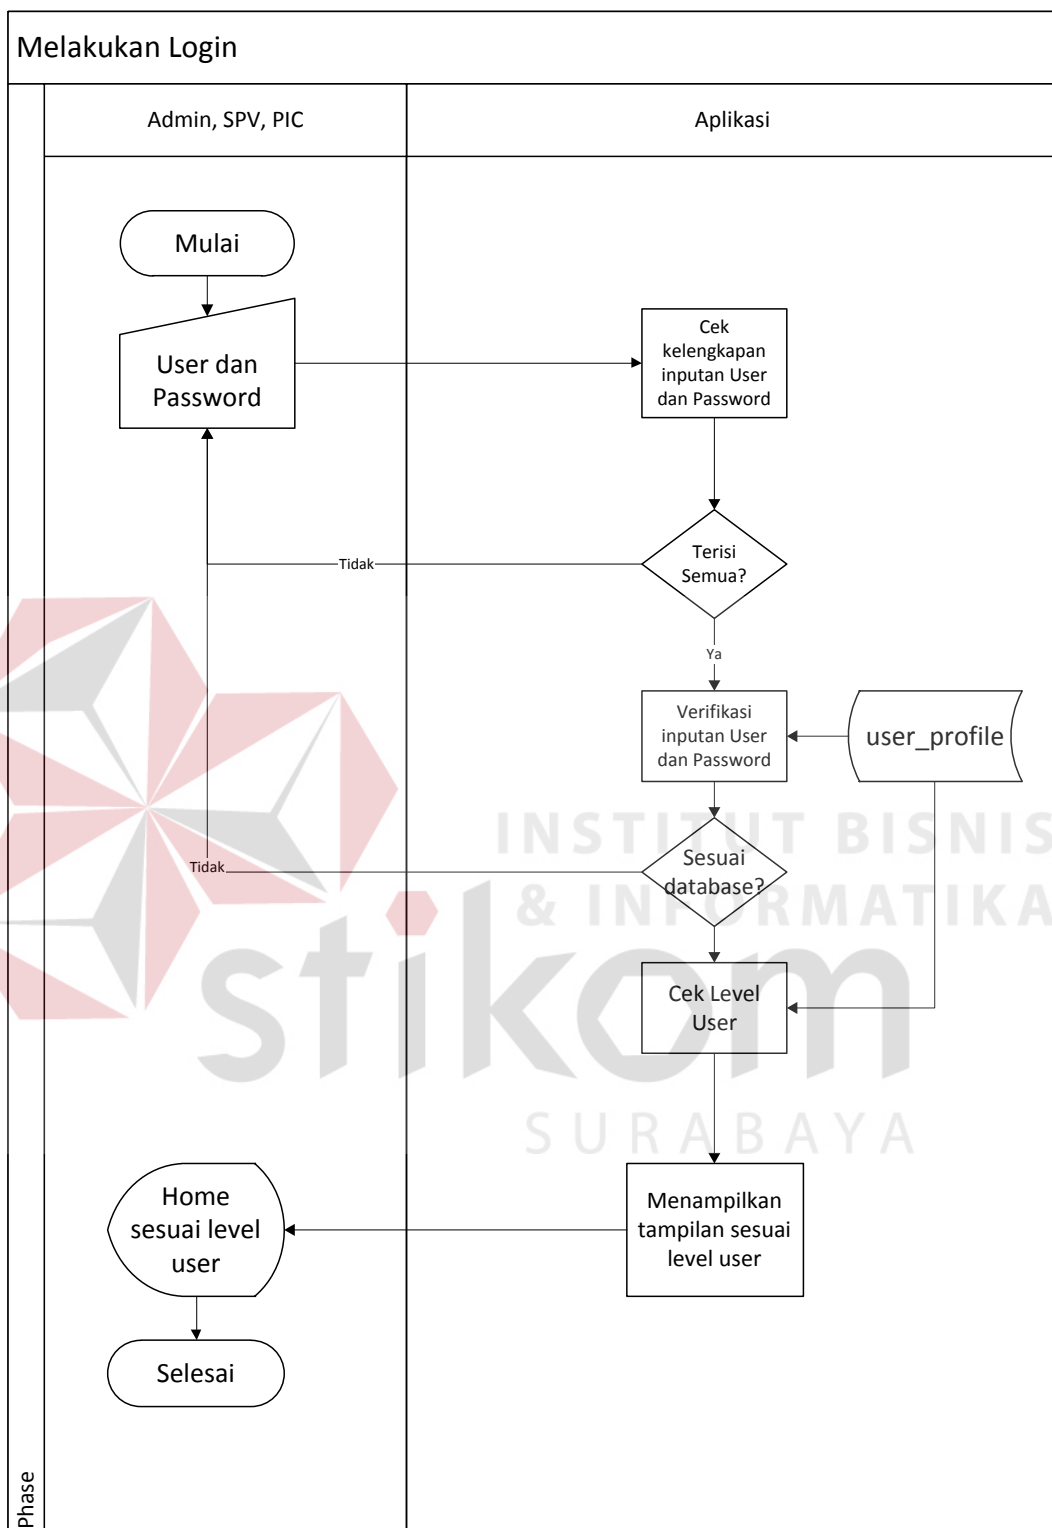 Melakukan Login
Admin, SPV, PIC
Aplikasi
Mulai
User dan
Password
Cek
kelengkapan
inputan User
dan Password
Terisi
Semua?
Tidak
Ya
Verifikasi
inputan User
dan Password
user_profile
Sesuai
database?
Tidak
INSTITUT BISNIS
& INFORMATIKA
stikom
SURABAYA
Cek Level
User
Menampilkan
tampilan sesuai
level user
Home
sesuai level
user
Selesai
Phase